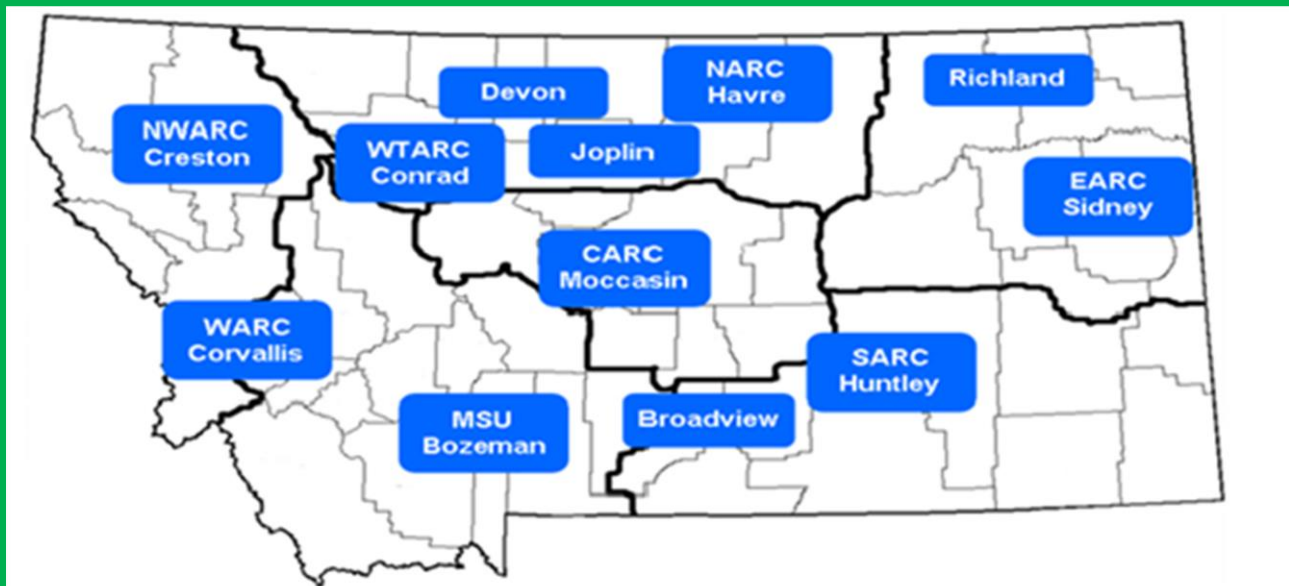 NARC
Havre
Richland
Devon
NWARC
Creston
WTARC
Conrad
Joplin
EARC
Sidney
CARC
Moccasin
WARC
Corvallis
SARC
Huntley
MSU
Bozeman
Broadview